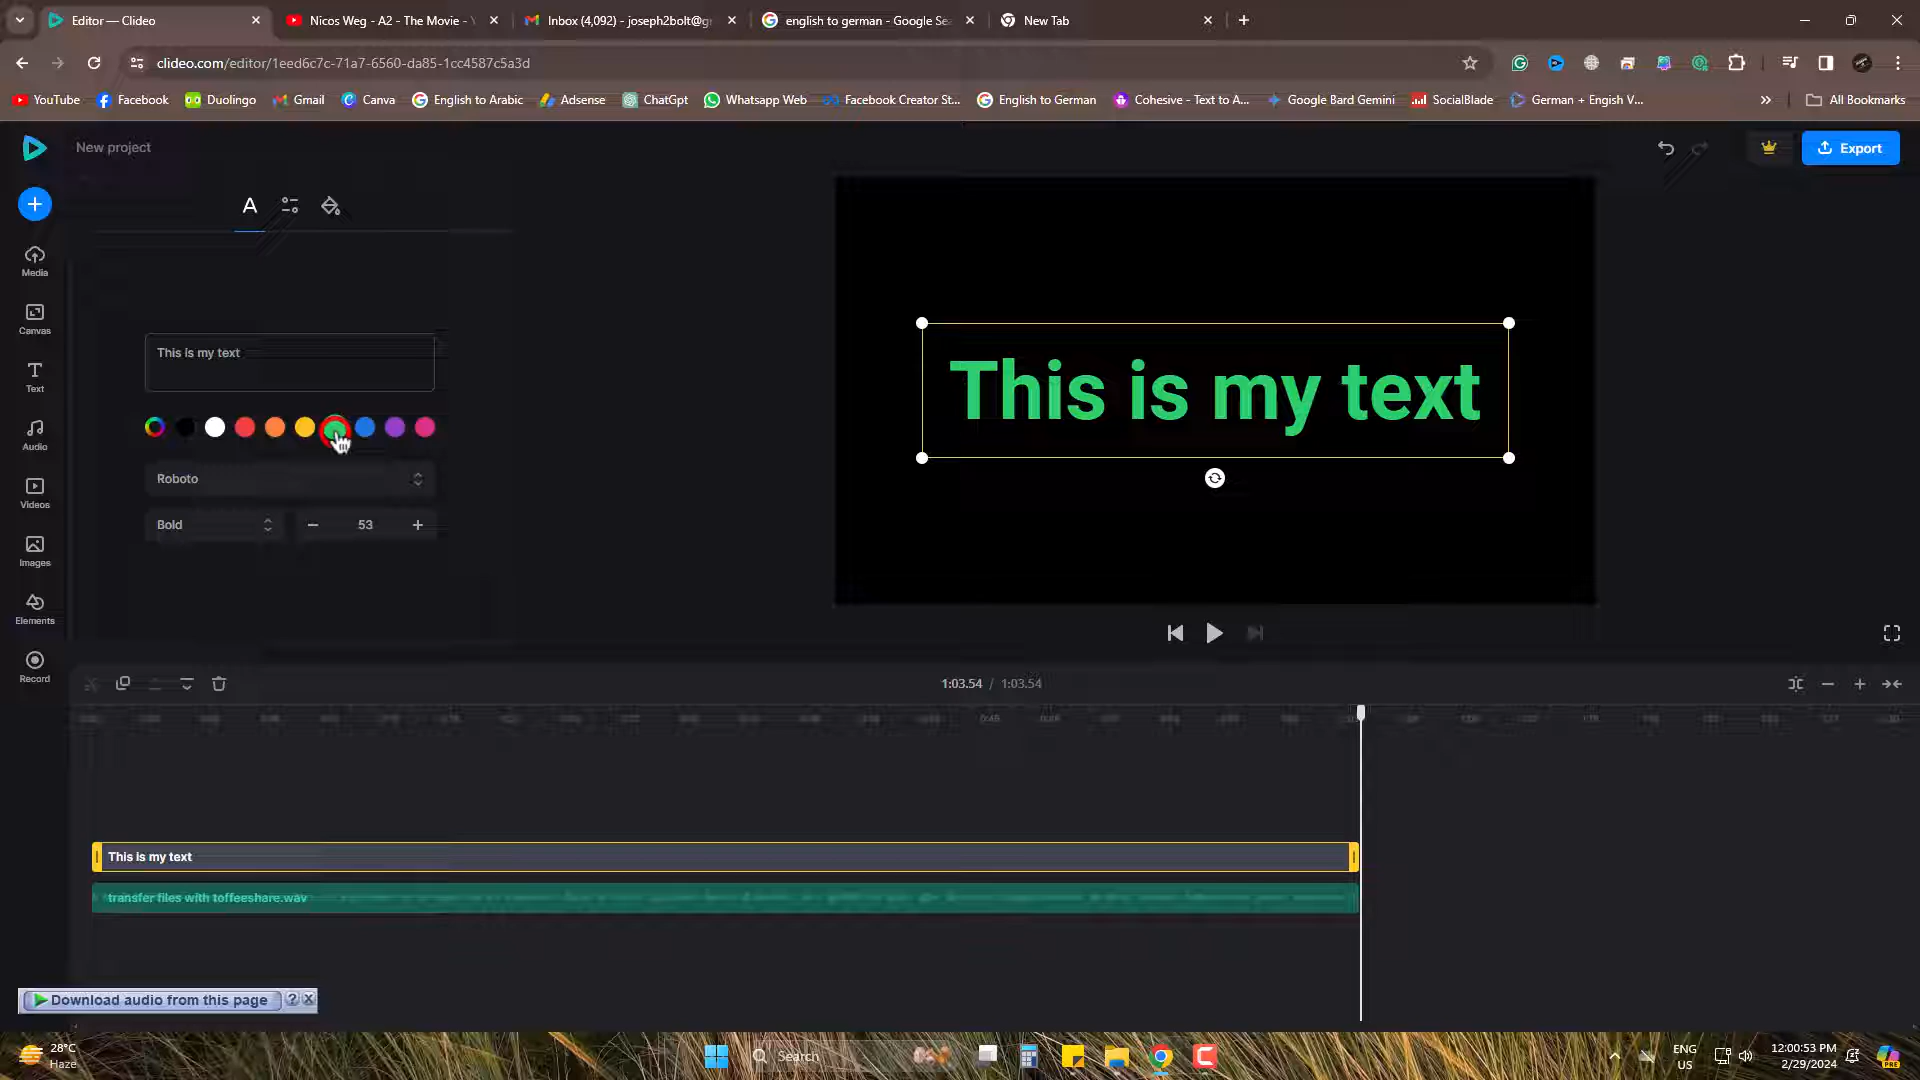 Editor — Clideo
Nicos Weg - A2 - The Movie -
Inbox (4,092) - joseph2bolt@g
english to german - Google Se
New Tab
clideo.com/editor/1eed6c7c-71a7-6560-da85-1cc4587c5a3d
YouTube
Facebook
Duolingo
Gmail
Canva
English to Arabic
Adsense
ChatGpt
Whatsapp Web
Facebook Creator St...
English to German
Cohesive - Text to A...
Google Bard Gemini
SocialBlade
German + Engish V...
All Bookmarks
New project
Export
Media
Canvas
Text
Audio
Videos
Images
Elements
Record
A
This is my text
Roboto
Bold
53
This is my text
1:03.54 / 1:03.54
This is my text
transfer files with toffeeshare.wav
Download audio from this page
28°C
Haze
Search
ENG
US
12:00:53 PM
2/29/2024